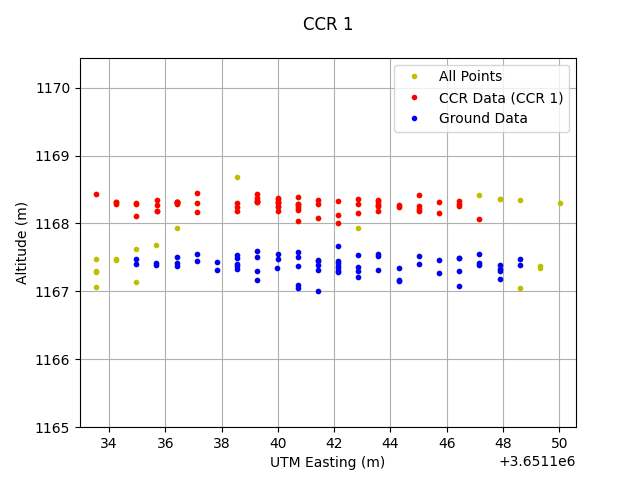 CCR 1
All Points
CCR Data (CCR 1)
Ground Data
1170
1169
1168
1167
1166
1165
Altitude (m)
34 36 38 40 42 44 46 48 50
UTM Easting (m)
+3.6511e6